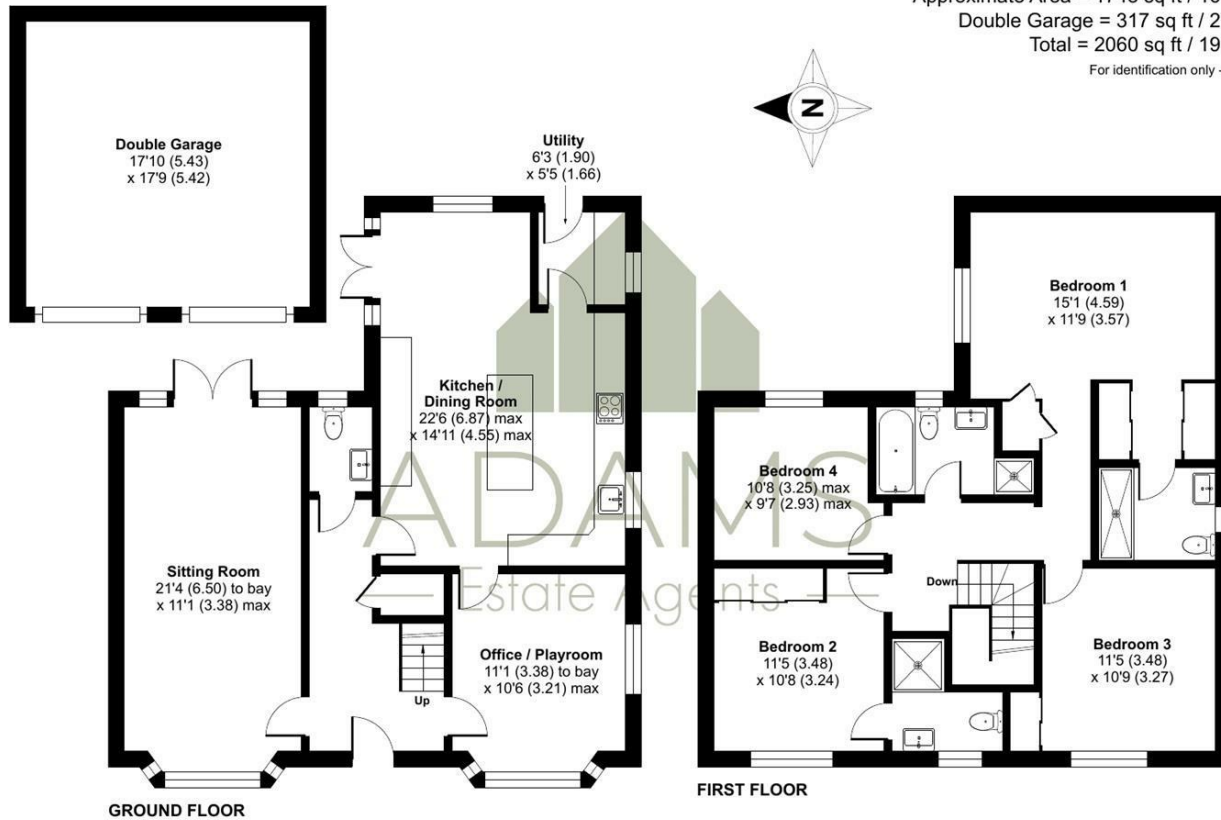 Double Garage = 317 sq ft / 2
Total = 2060 sq ft / 19
For identification only -
N
Double Garage
17'10 (5.43)
x 17'9 (5.42)
Utility
6'3 (1.90)
x 5'5 (1.66)
Kitchen /
Dining Room
22'6 (6.87) max
x 14'11 (4.55) max
Sitting Room
21'4 (6.50) to bay
x 11'1 (3.38) max
Office / Playroom
11'1 (3.38) to bay
x 10'6 (3.21) max
Up
GROUND FLOOR
Bedroom 1
15'1 (4.59)
x 11'9 (3.57)
Bedroom 4
10'8 (3.25) max
x 9'7 (2.93) max
Down
Bedroom 2
11'5 (3.48)
x 10'8 (3.24)
Bedroom 3
11'5 (3.48)
x 10'9 (3.27)
FIRST FLOOR
ADAMS
Estate Agents